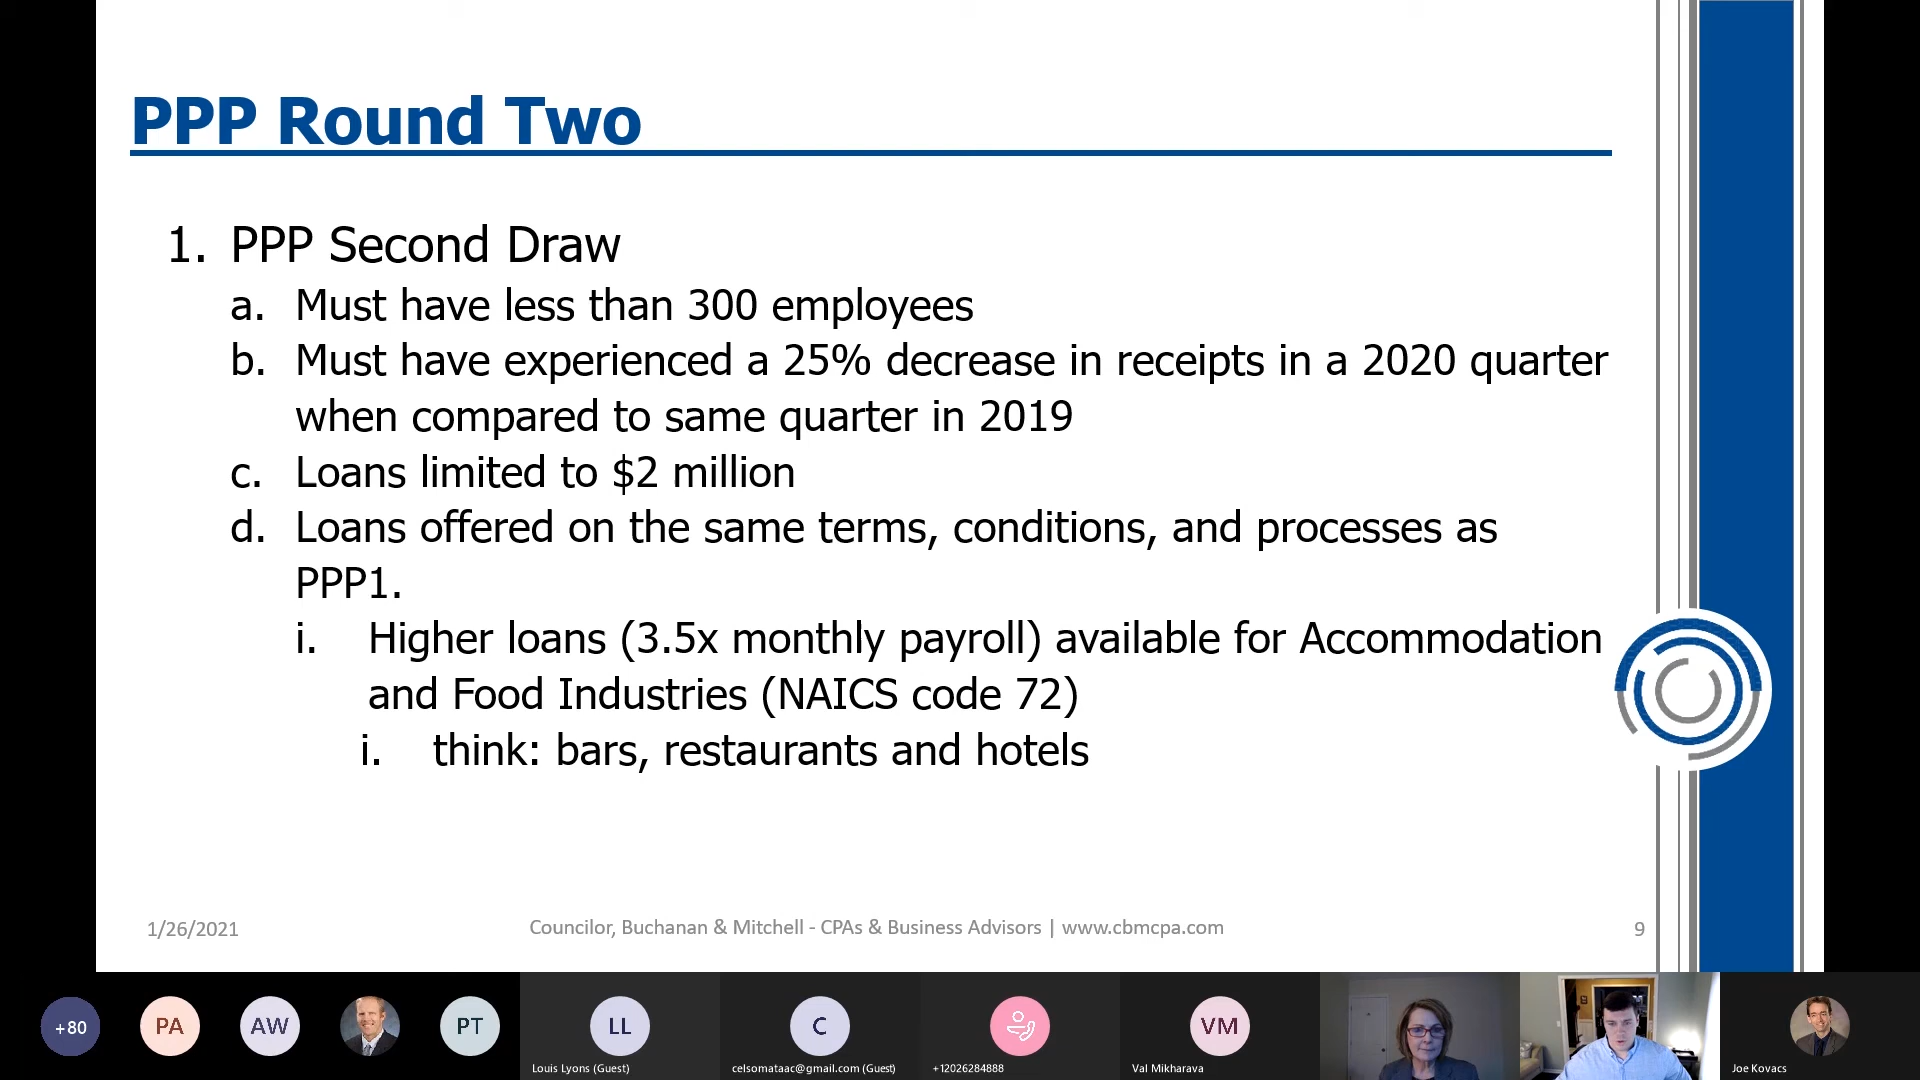 PPP Round Two
1. PPP Second Draw
a. Must have less than 300 employees
b. Must have experienced a 25% decrease in receipts in a 2020 quarter
when compared to same quarter in 2019
c. Loans limited to $2 million
d. Loans offered on the same terms, conditions, and processes as
PPP1.
i. Higher loans (3.5x monthly payroll) available for Accommodation
and Food Industries (NAICS code 72)
i. think: bars, restaurants and hotels
1/26/2021
Councilor, Buchanan & Mitchell - CPAs & Business Advisors | www.cbmcpa.com
9
+80
PA
AW
PT
LL
C
VM
Louis Lyons (Guest)
celsomataac@gmail.com (Guest)
+12026284888
Val Mikharava
Joe Kovacs